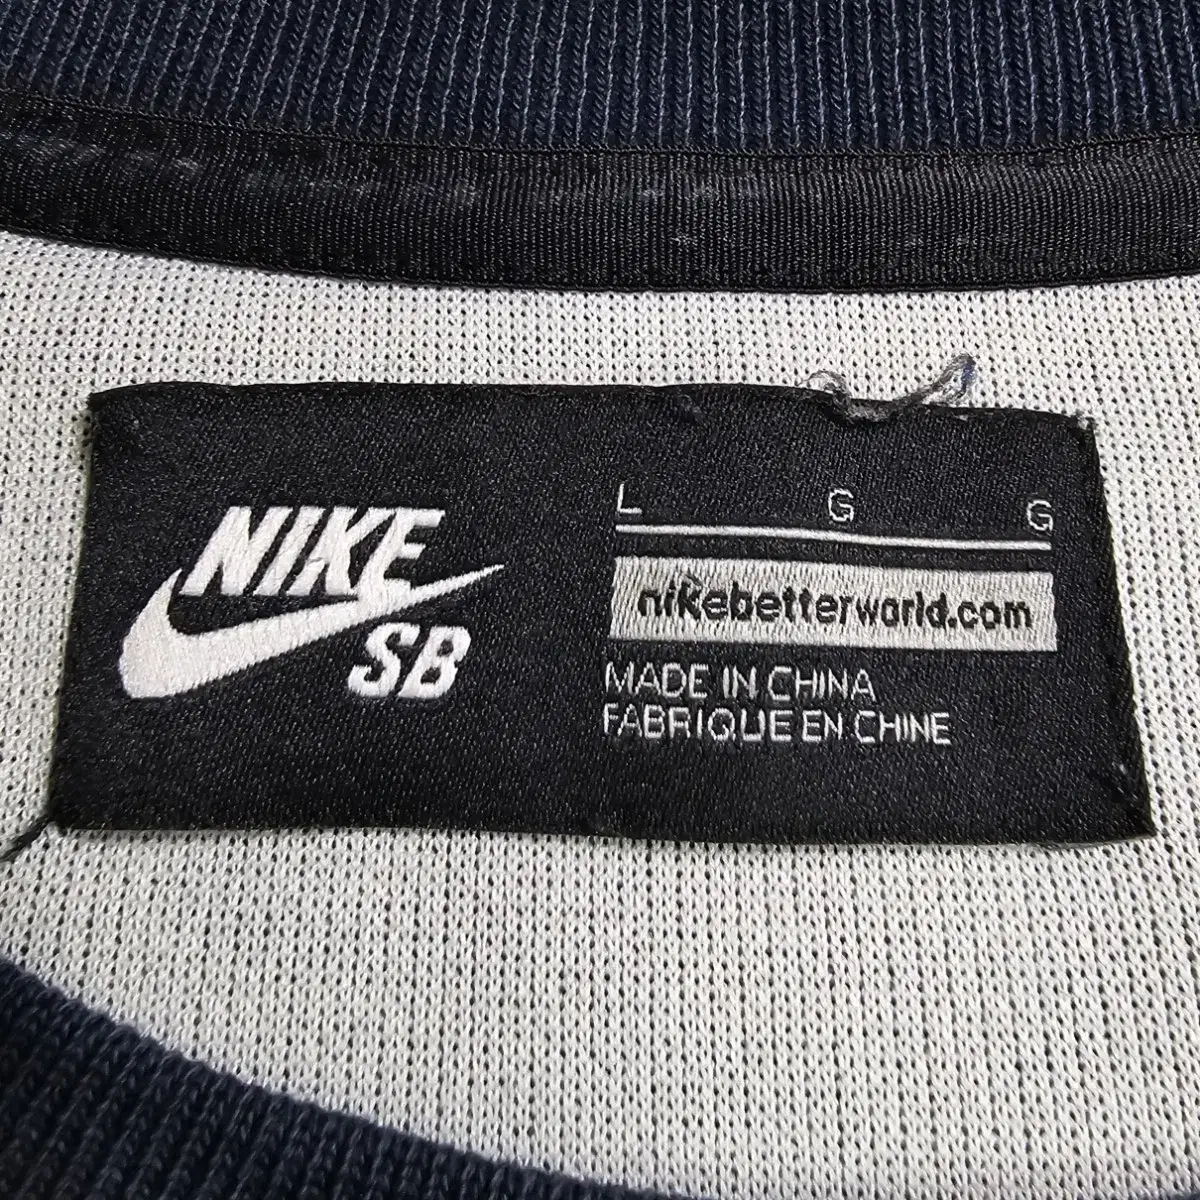 NIKE
SB
L G G
nikebetterworld.com
MADE IN CHINA
FABRIQUE EN CHINE